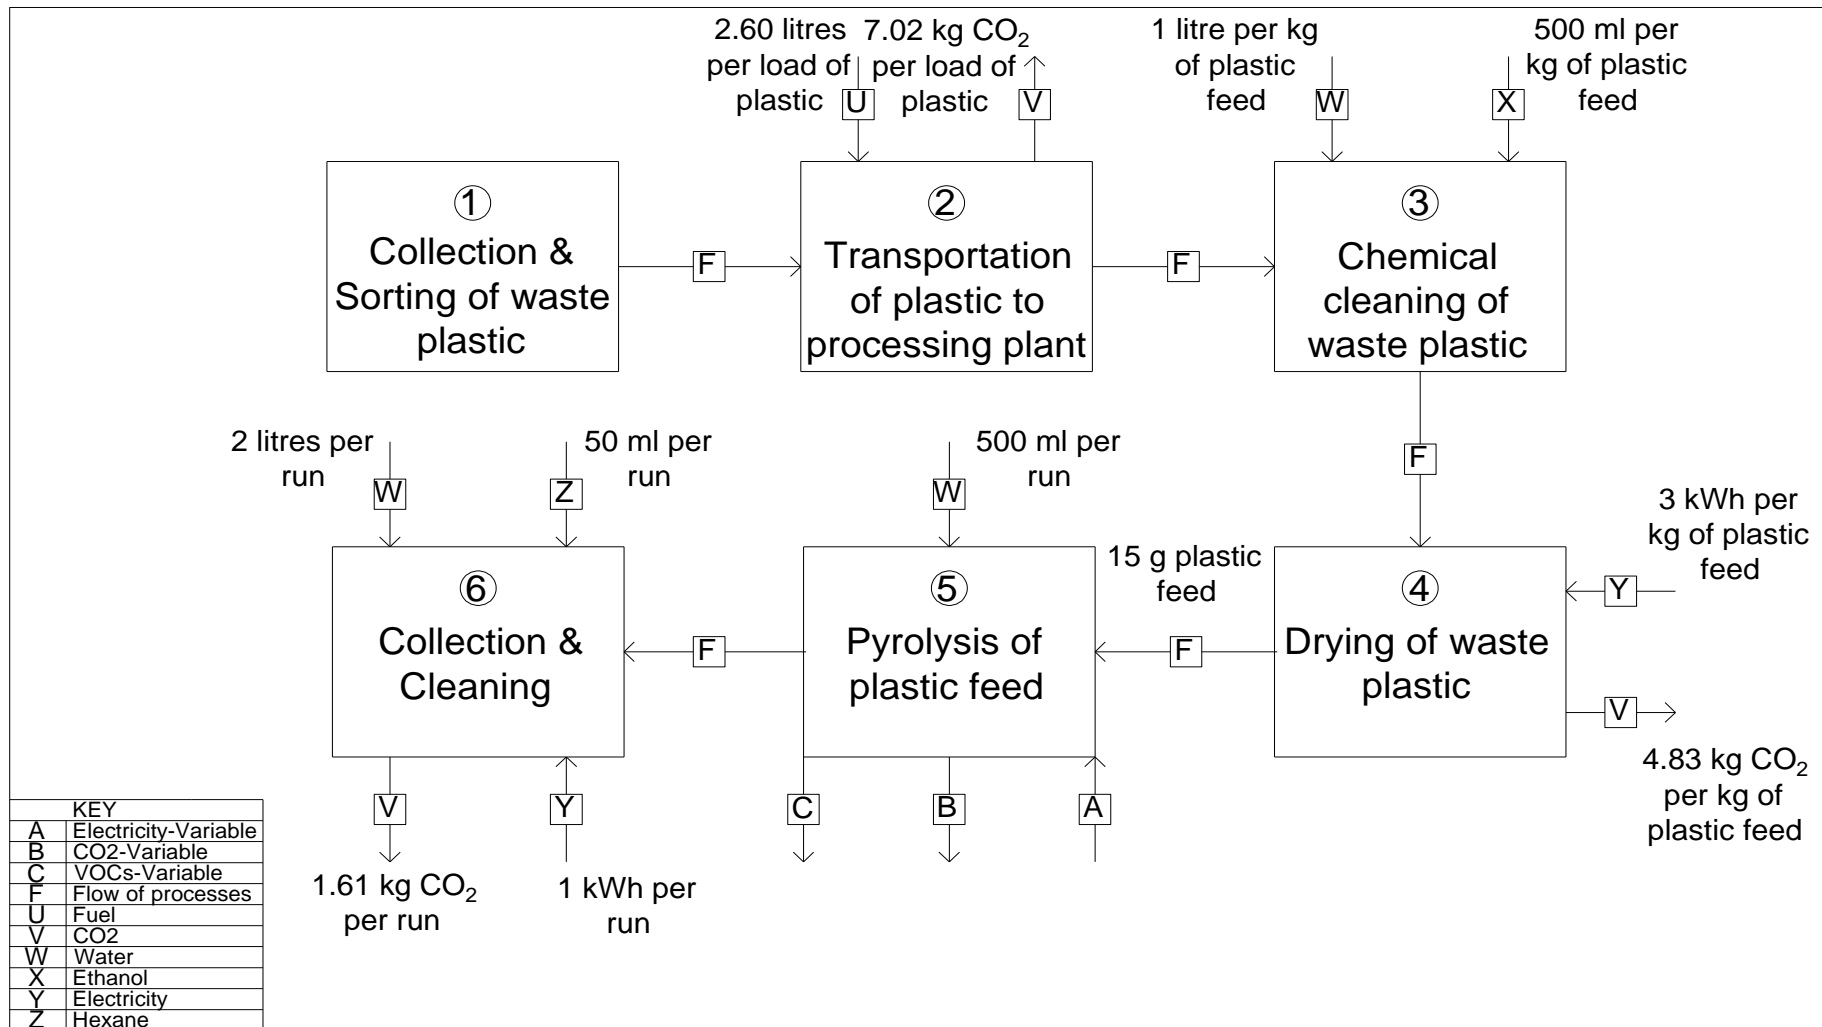 2.60 litres
per load of
plastic
U
7.02 kg CO2
per load of
plastic
V
1 litre per kg
of plastic
feed
W
500 ml per
kg of plastic
feed
X
①
Collection &
Sorting of waste
plastic
F
②
Transportation
of plastic to
processing plant
F
③
Chemical
cleaning of
waste plastic
F
2 litres per
run
W
50 ml per
run
Z
500 ml per
run
W
3 kWh per
kg of plastic
feed
Y
⑥
Collection &
Cleaning
F
⑤
Pyrolysis of
plastic feed
15 g plastic
feed
F
④
Drying of waste
plastic
V
4.83 kg CO2
per kg of
plastic feed
V
1.61 kg CO2
per run
Y
1 kWh per
run
C
B
A
KEY
A Electricity-Variable
B CO2-Variable
C VOCs-Variable
F Flow of processes
U Fuel
V CO2
W Water
X Ethanol
Y Electricity
Z Hexane